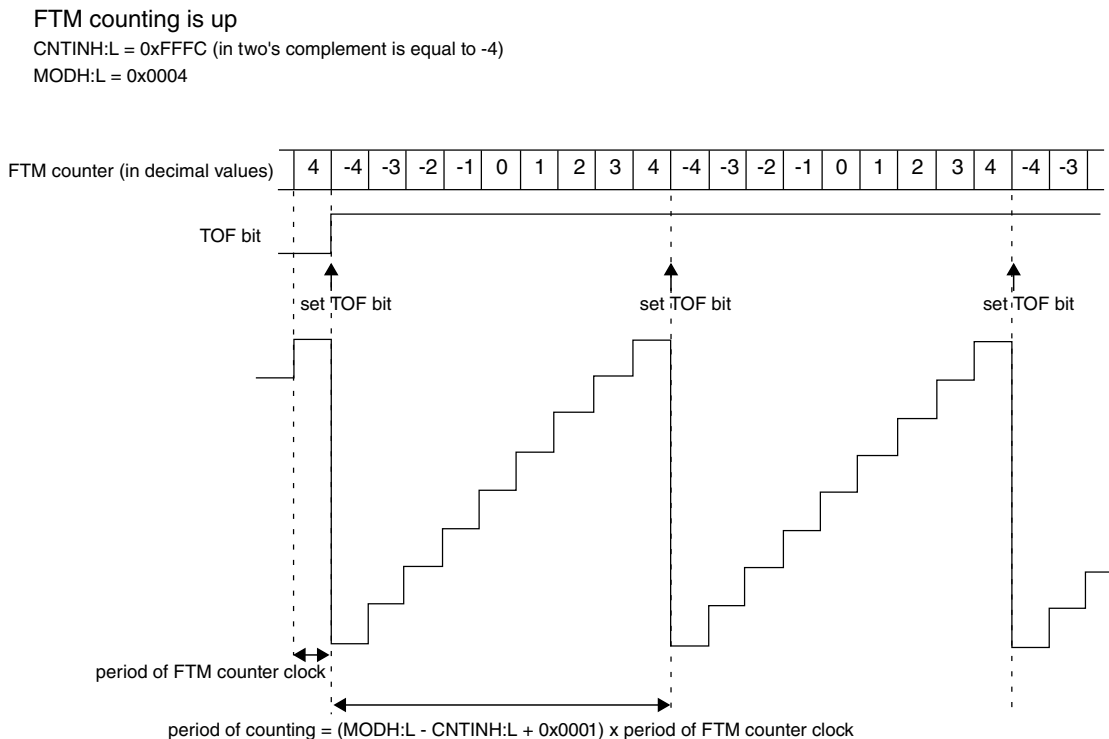 FTM counting is up
CNTINH:L = 0xFFFC (in two's complement is equal to -4)
MODH:L = 0x0004
FTM counter (in decimal values) 4 -4 -3 -2 -1 0 1 2 3 4 -4 -3 -2 -1 0 1 2 3 4 -4 -3
TOF bit
set TOF bit set TOF bit set TOF bit
period of FTM counter clock
period of counting = (MODH:L - CNTINH:L + 0x0001) x period of FTM counter clock